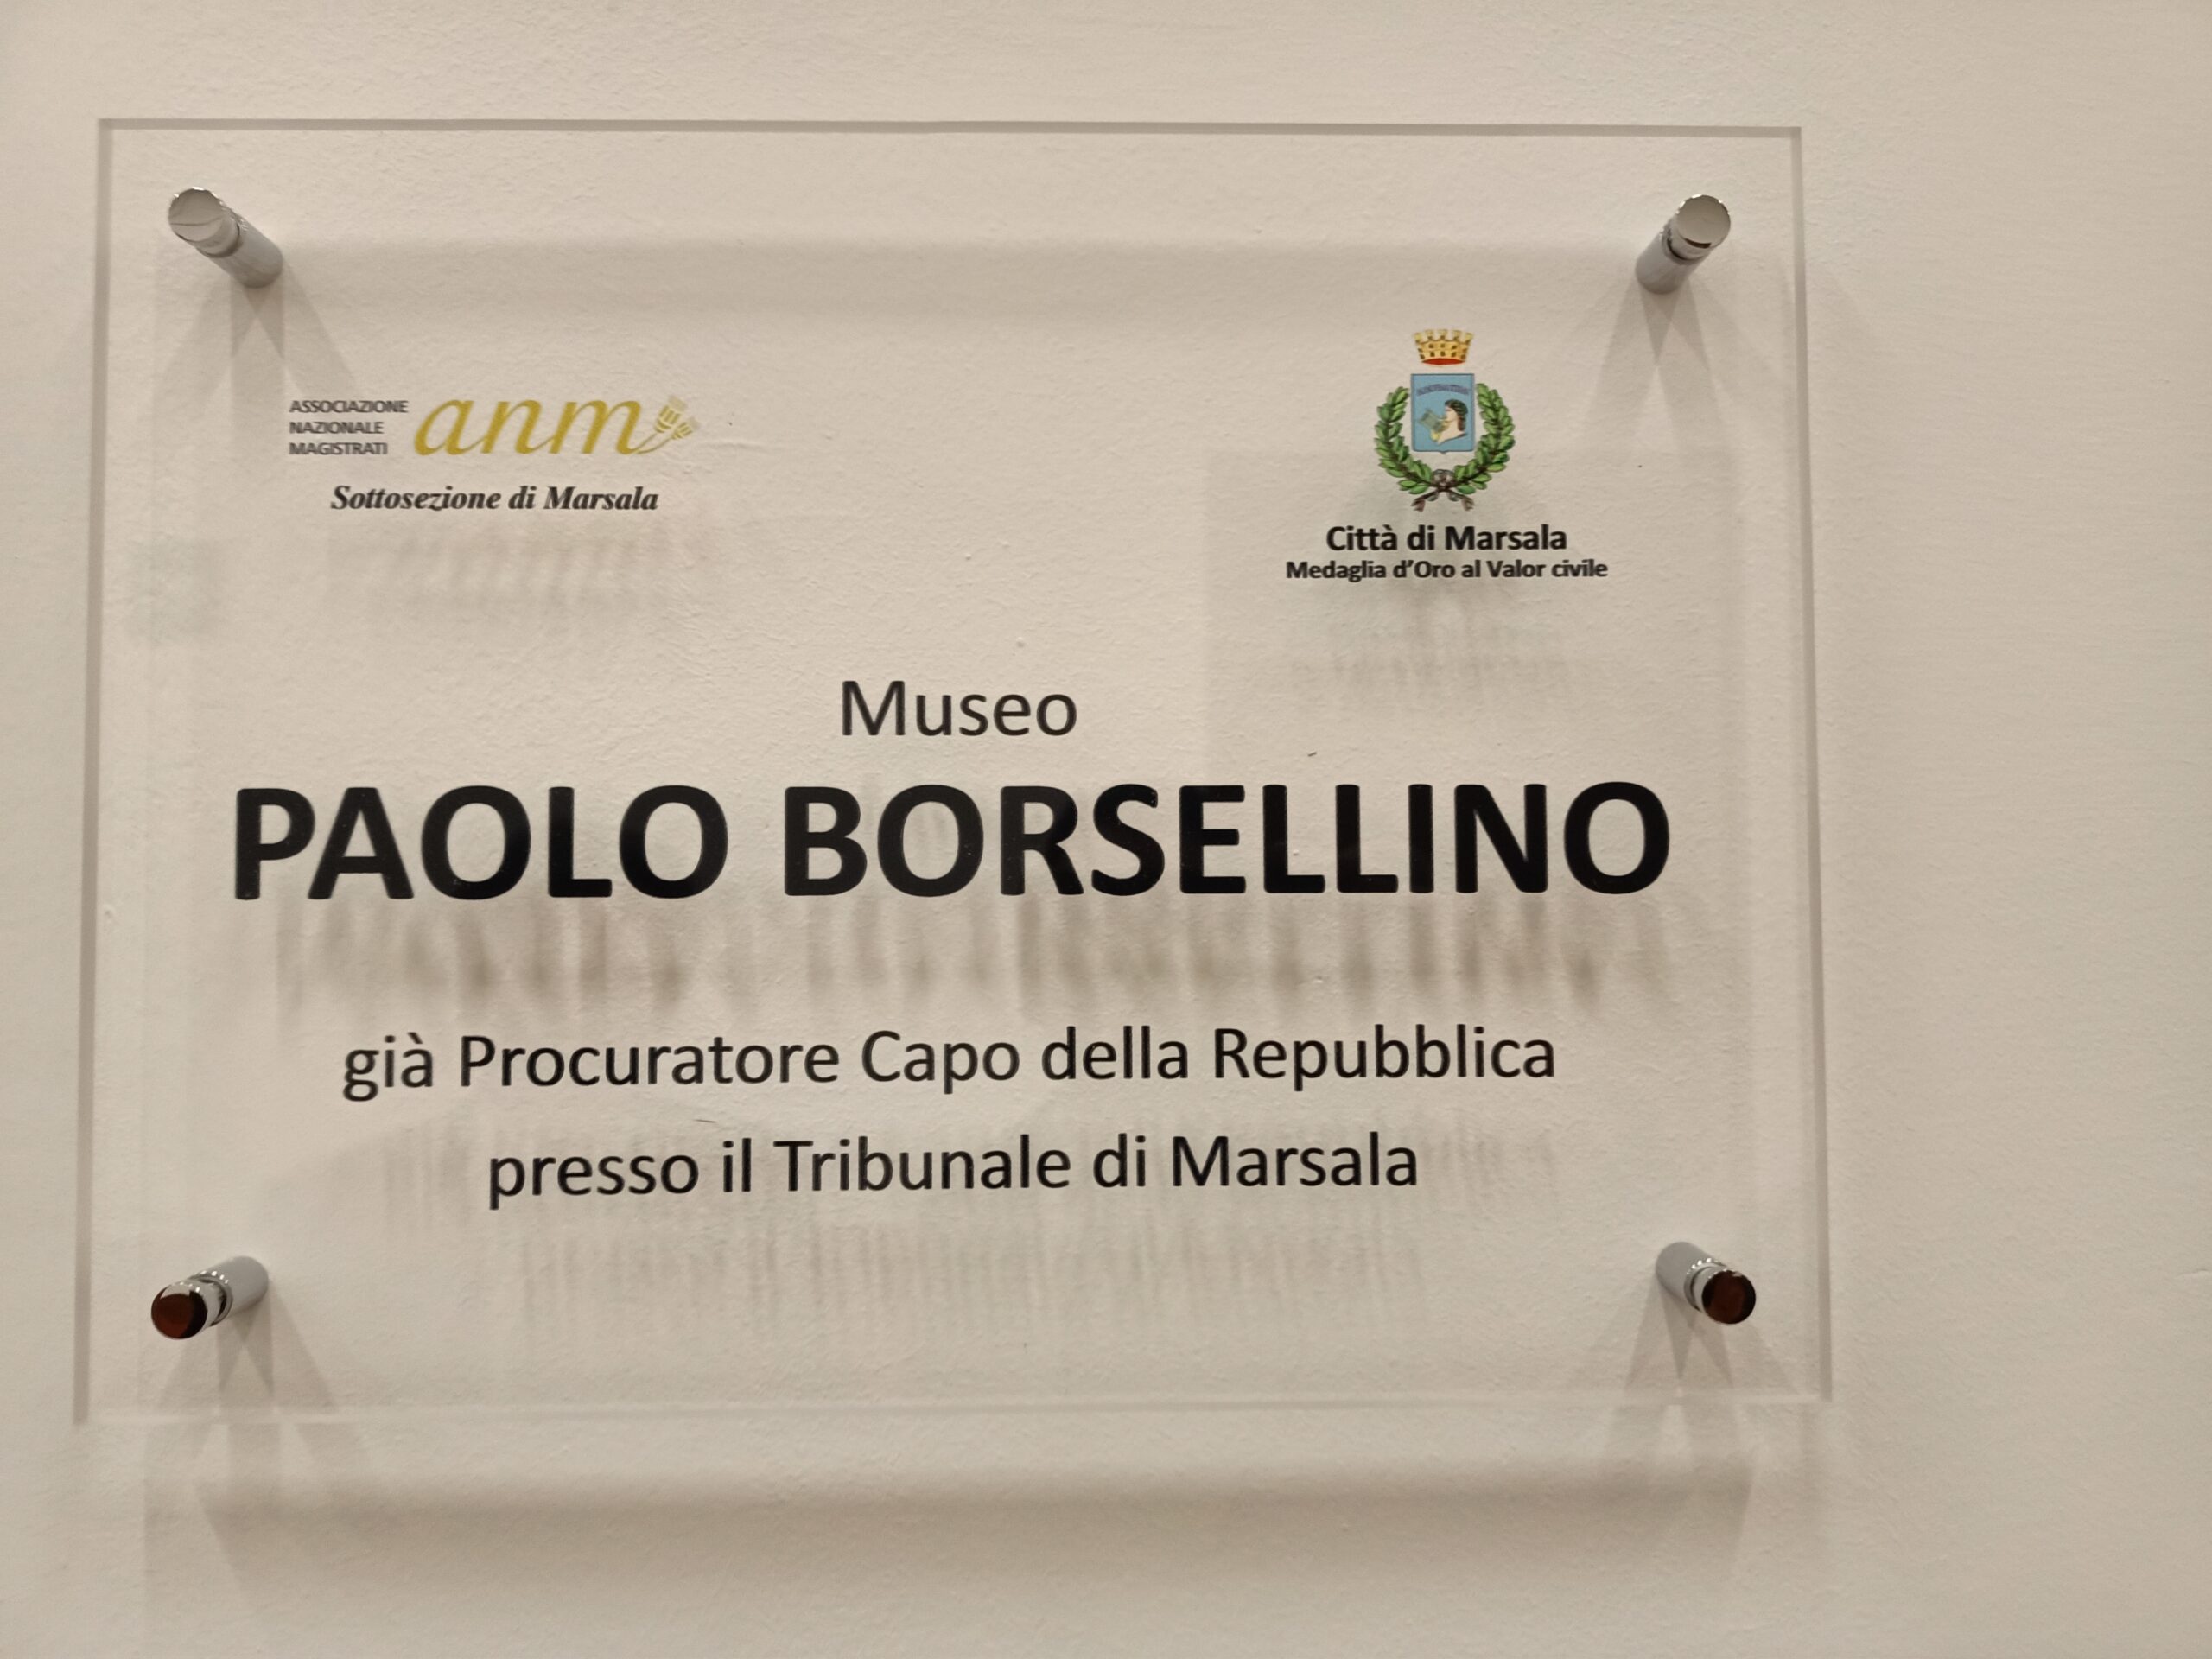 ASSOCIAZIONE
NAZIONALE
MAGISTRATI
anm
Sottosezione di Marsala
Città di Marsala
Medaglia d'Oro al Valor civile
Museo
PAOLO BORSELLINO
già Procuratore Capo della Repubblica
presso il Tribunale di Marsala